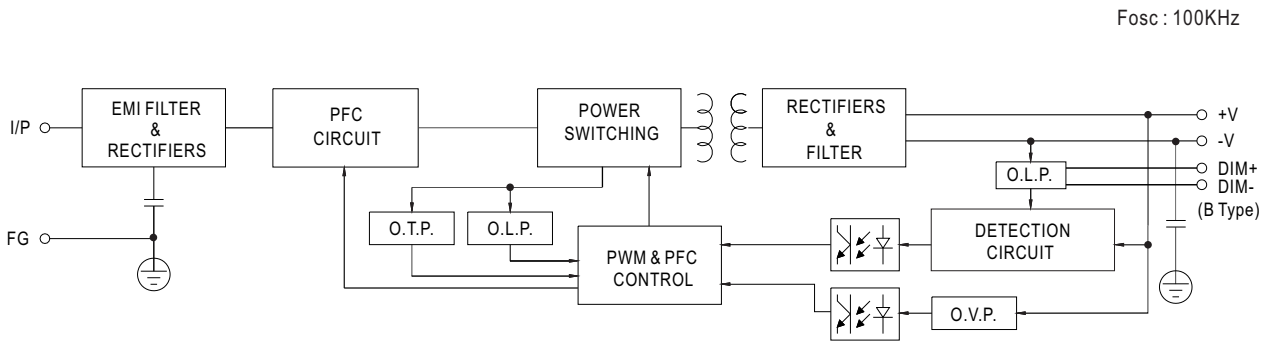 Fosc : 100KHz
I/P
EMI FILTER
&
RECTIFIERS
PFC
CIRCUIT
POWER
SWITCHING
RECTIFIERS
&
FILTER
+V
-V
DIM+
DIM-
(B Type)
O.L.P.
FG
O.T.P.
O.L.P.
PWM & PFC
CONTROL
DETECTION
CIRCUIT
O.V.P.